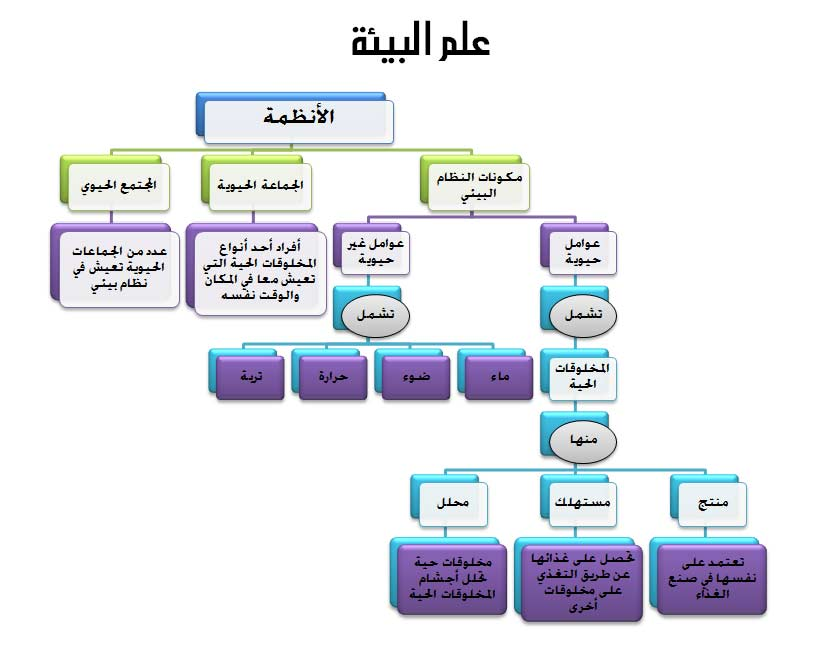 علم البيئة
الأنظمة
مكونات النظام
البيئي
الجماعة الحيوية
المجتمع الحيوي
عوامل
حيوية
عوامل غير
حيوية
أفراد أحد أنواع
المخلوقات الحية التي
تعيش معا في المكان
والوقت نفسه
عدد من الجماعات
الحيوية تعيش في
نظام بيئي
تشمل
تشمل
المخلوقات
الحية
ماء
ضوء
حرارة
تربة
منها
منتج
مستهلك
محلل
تعتمد على
نفسها في صنع
الغذاء
تحصل على غذائها
عن طريق التغذي
على مخلوقات
أخرى
مخلوقات حية
تحلل أجشام
المخلوقات الحية